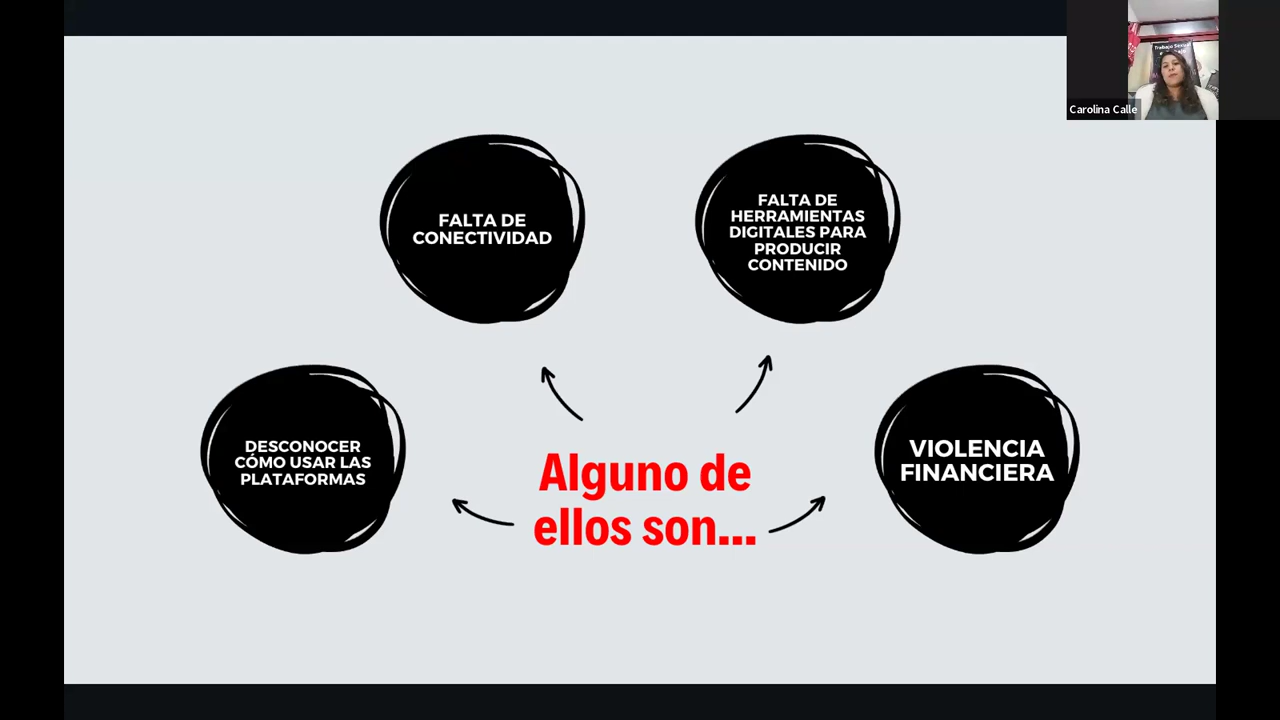 Carolina Calle
FALTA DE
CONECTIVIDAD
FALTA DE
HERRAMIENTAS
DIGITALES PARA
PRODUCIR
CONTENIDO
DESCONOCER
CÓMO USAR LAS
PLATAFORMAS
VIOLENCIA
FINANCIERA
Alguno de
ellos son...